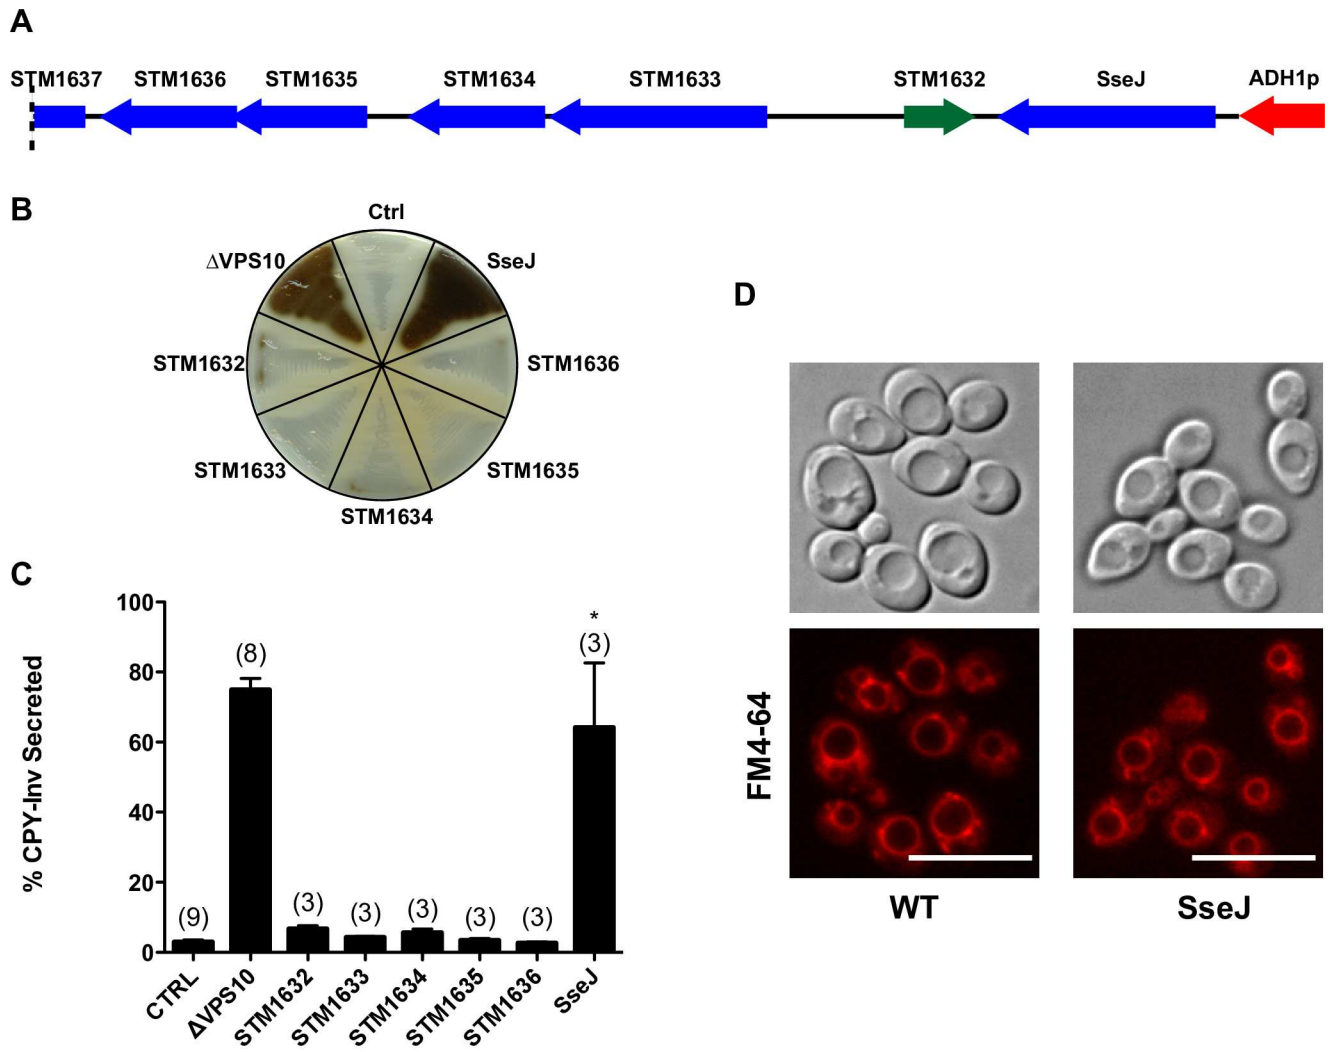 A
STM1637 STM1636 STM1635 STM1634 STM1633 STM1632 SseJ ADH1p
B
Ctrl
ΔVPS10 SseJ
STM1632 STM1636
STM1633 STM1635
STM1634
C
% CPY-Inv Secreted
100
80
60
40
20
0
(9) (8) (3) (3) (3) (3) (3) (3)
*
CTRL ΔVPS10 STM1632 STM1633 STM1634 STM1635 STM1636 SseJ
D
FM4-64
WT SseJ